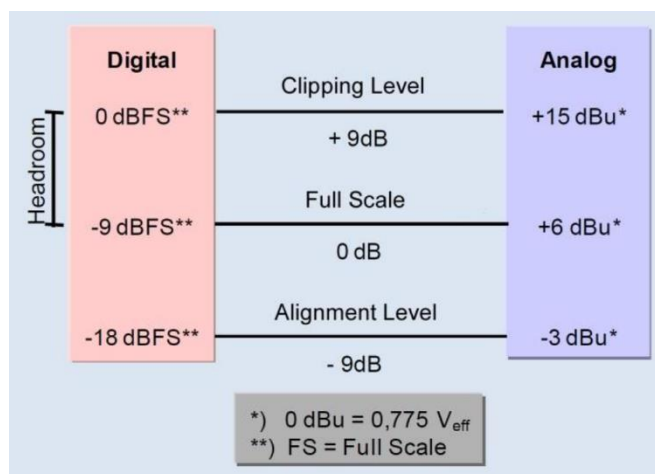 Digital
Analog
Clipping Level
0 dBFS**
+ 9dB
+15 dBu*
Headroom
Full Scale
-9 dBFS**
0 dB
+6 dBu*
Alignment Level
-18 dBFS**
- 9dB
-3 dBu*
*) 0 dBu = 0,775 Veff
**) FS = Full Scale